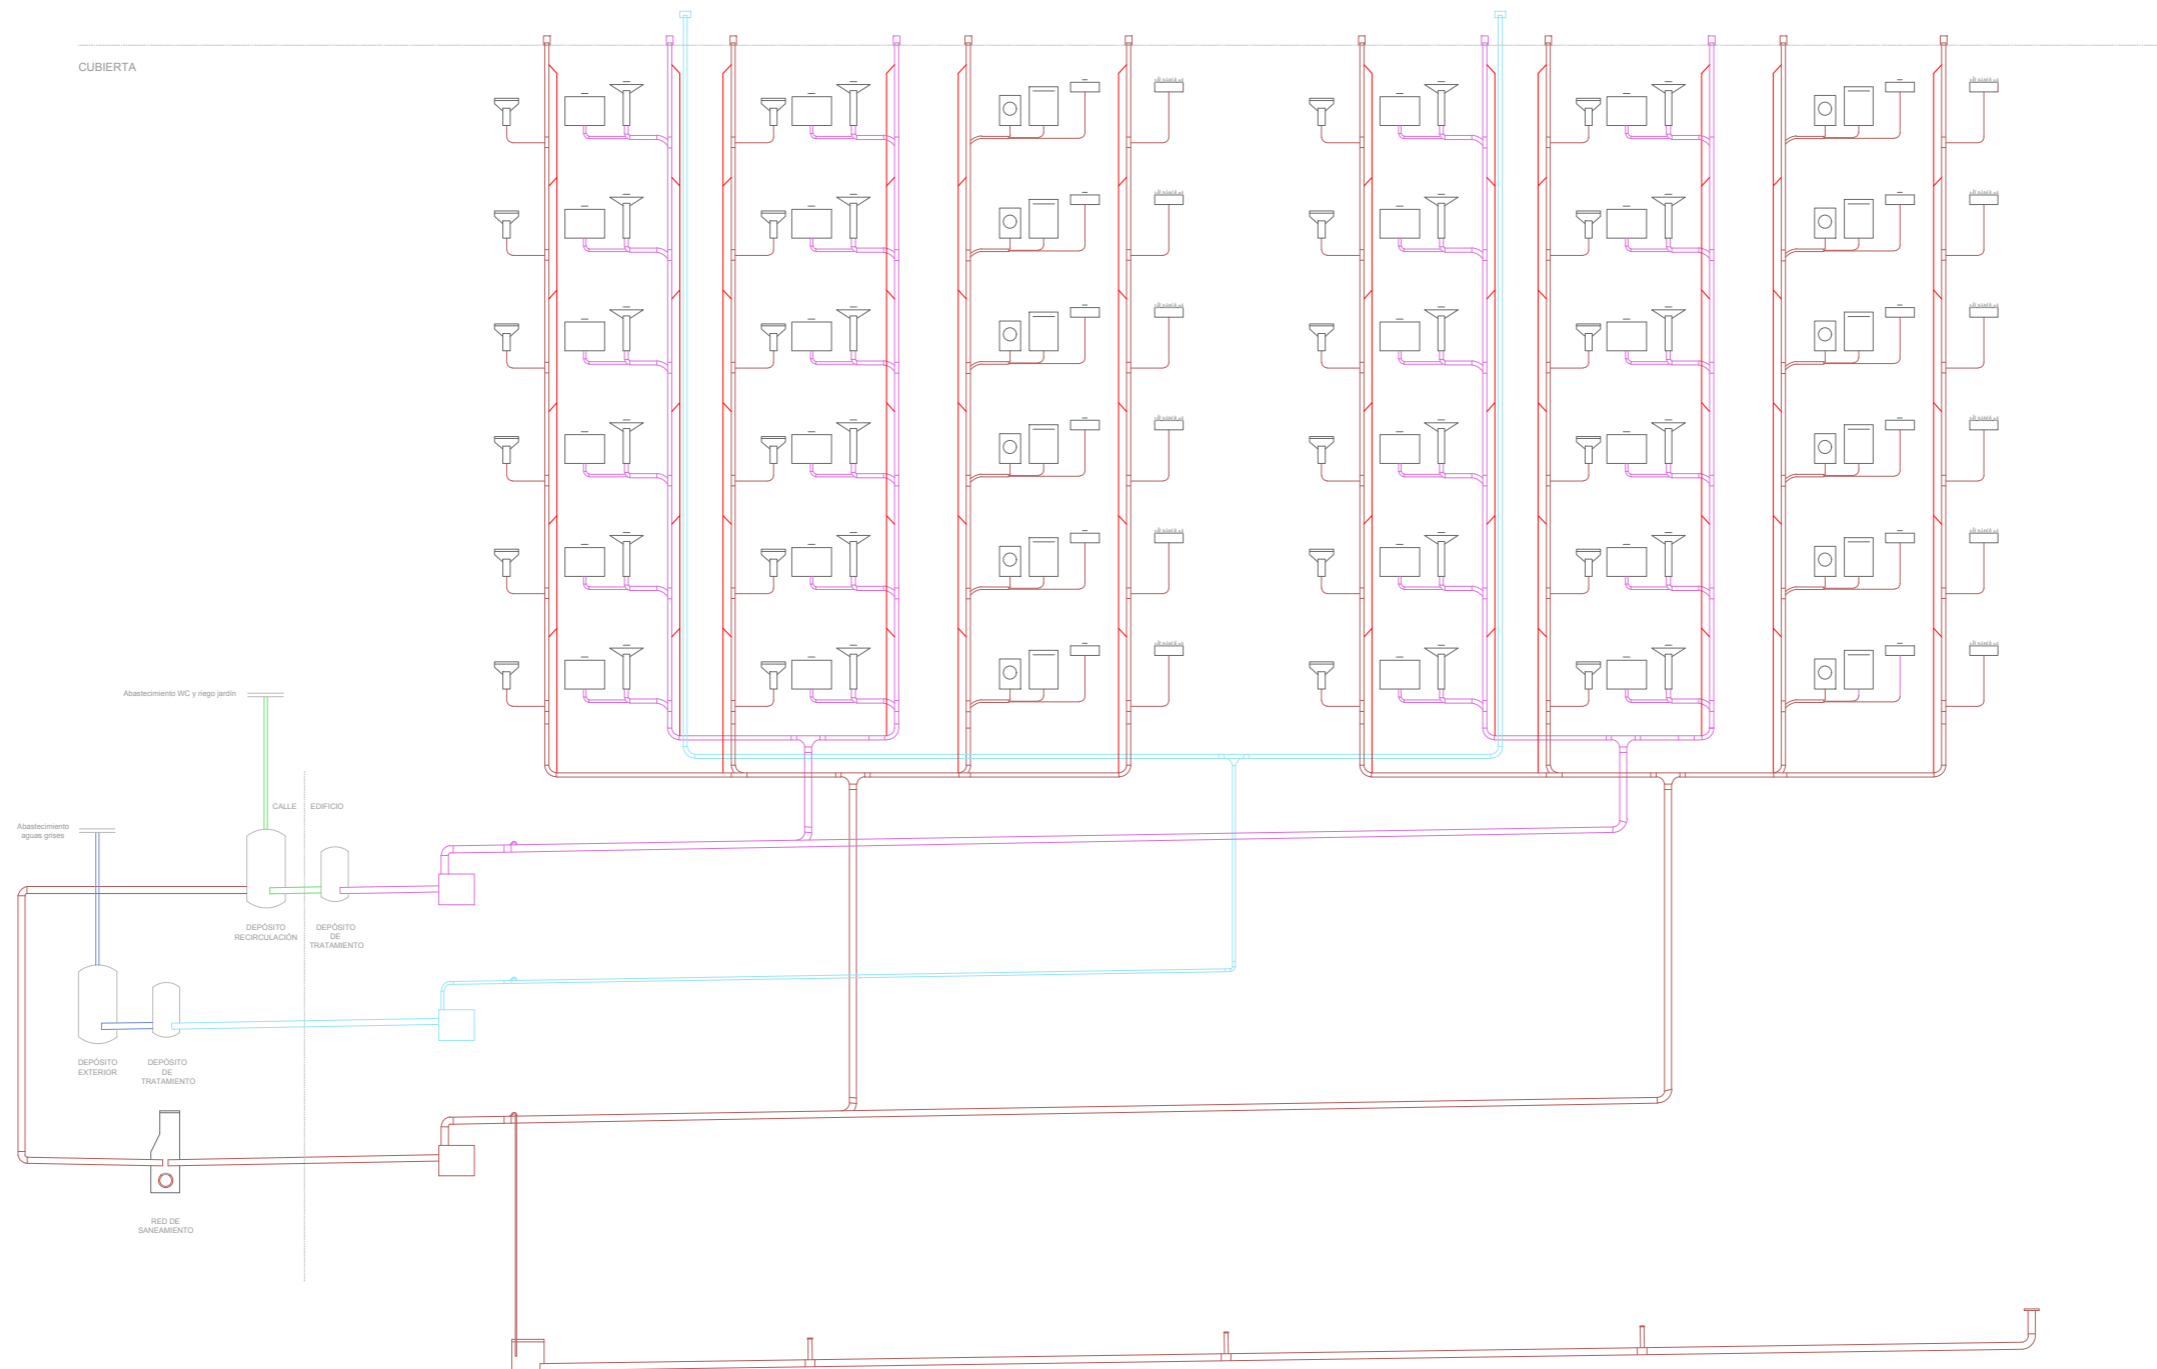 CUBIERTA
Abastecimiento WC y riego jardín
CALLE
EDIFICIO
Abastecimiento
aguas grises
DEPÓSITO
RECIRCULACIÓN
DEPÓSITO
DE
TRATAMIENTO
DEPÓSITO
EXTERIOR
DEPÓSITO
DE
TRATAMIENTO
RED DE
SANEAMIENTO